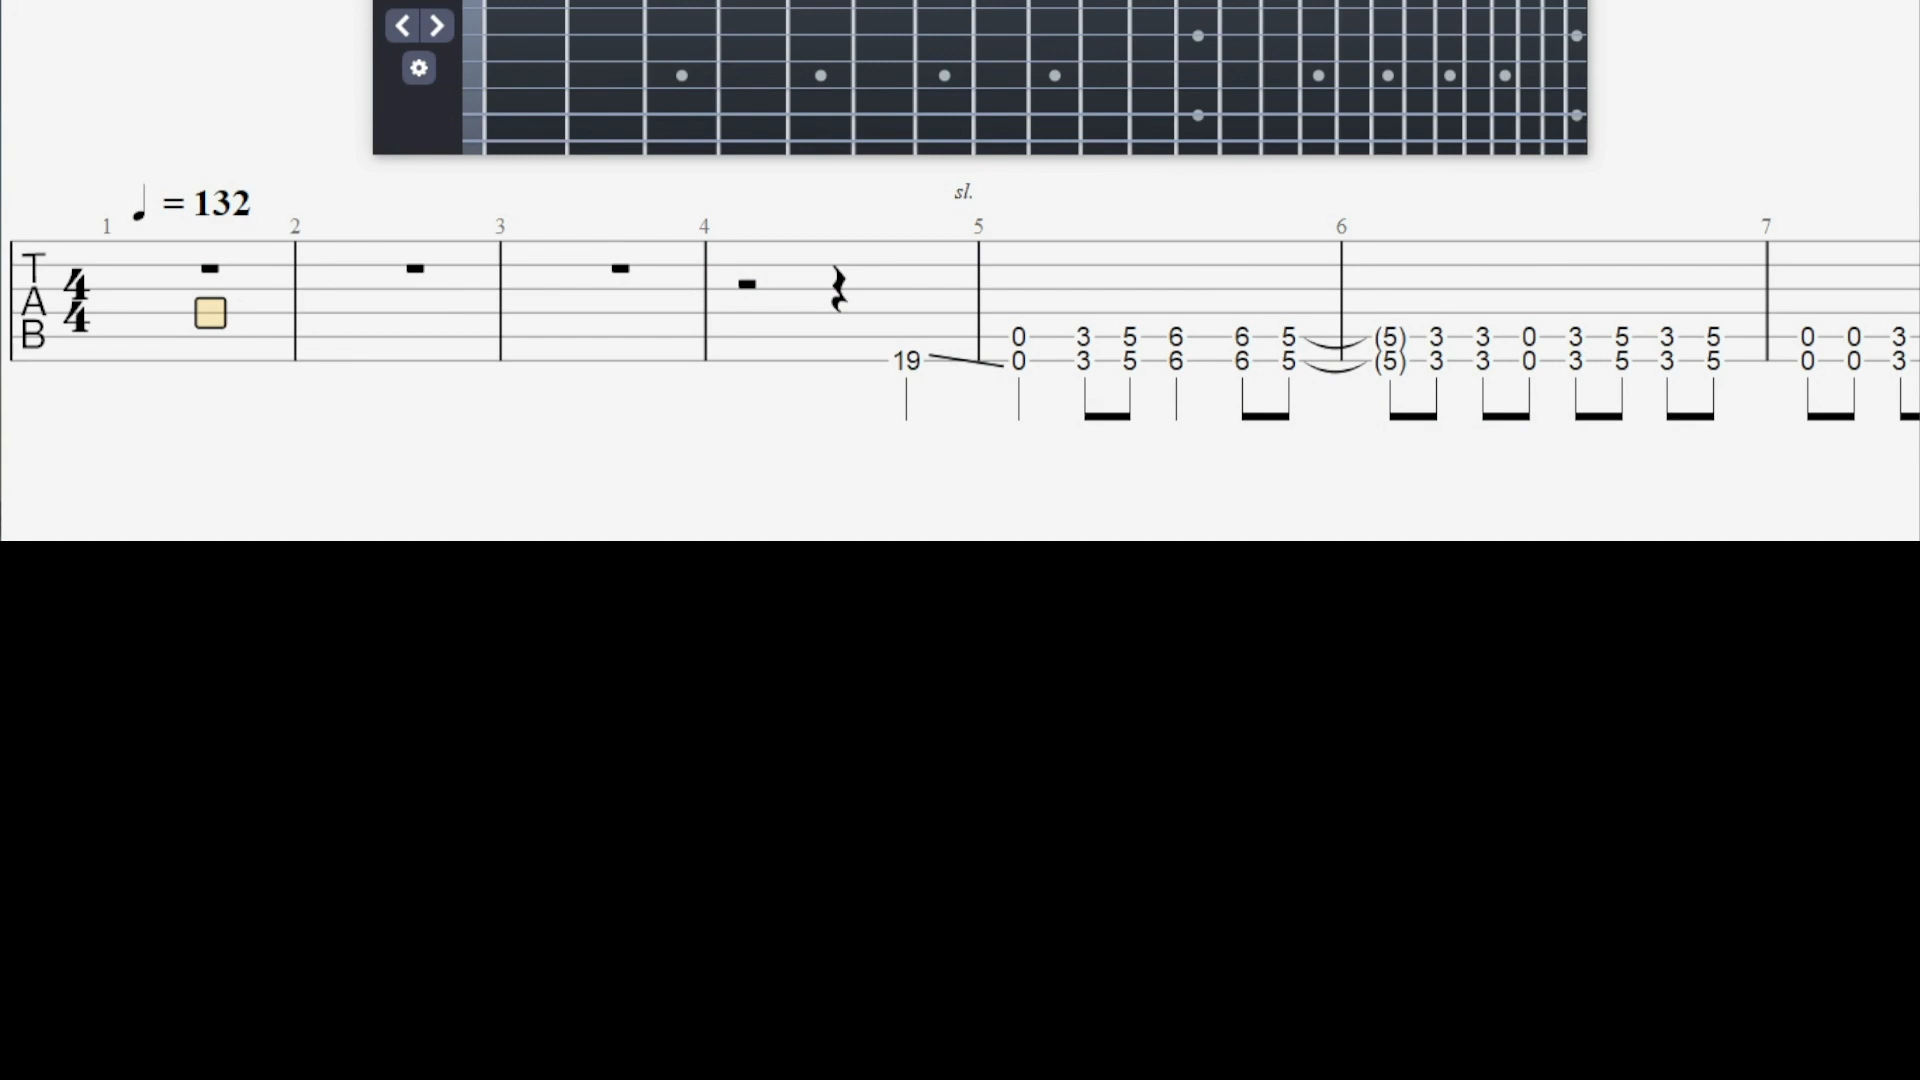 sl.
♩ = 132
1 2 3 4 5 6 7
T
A
B
4
4
0 3 5 6 6 5 (5) 3 3 0 3 5 3 5 0 0 3
19 0 3 5 6 6 5 (5) 3 3 0 3 5 3 5 0 0 3